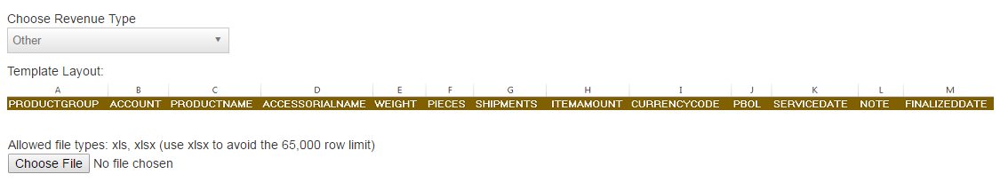 Choose Revenue Type
Other
Template Layout:
A B C D E F G H I J K L M
PRODUCTGROUP ACCOUNT PRODUCTNAME ACCESSORIALNAME WEIGHT PIECES SHIPMENTS ITEMAMOUNT CURRENCYCODE PBOL SERVICEDATE NOTE FINALIZEDDATE
Allowed file types: xls, xlsx (use xlsx to avoid the 65,000 row limit)
Choose File No file chosen